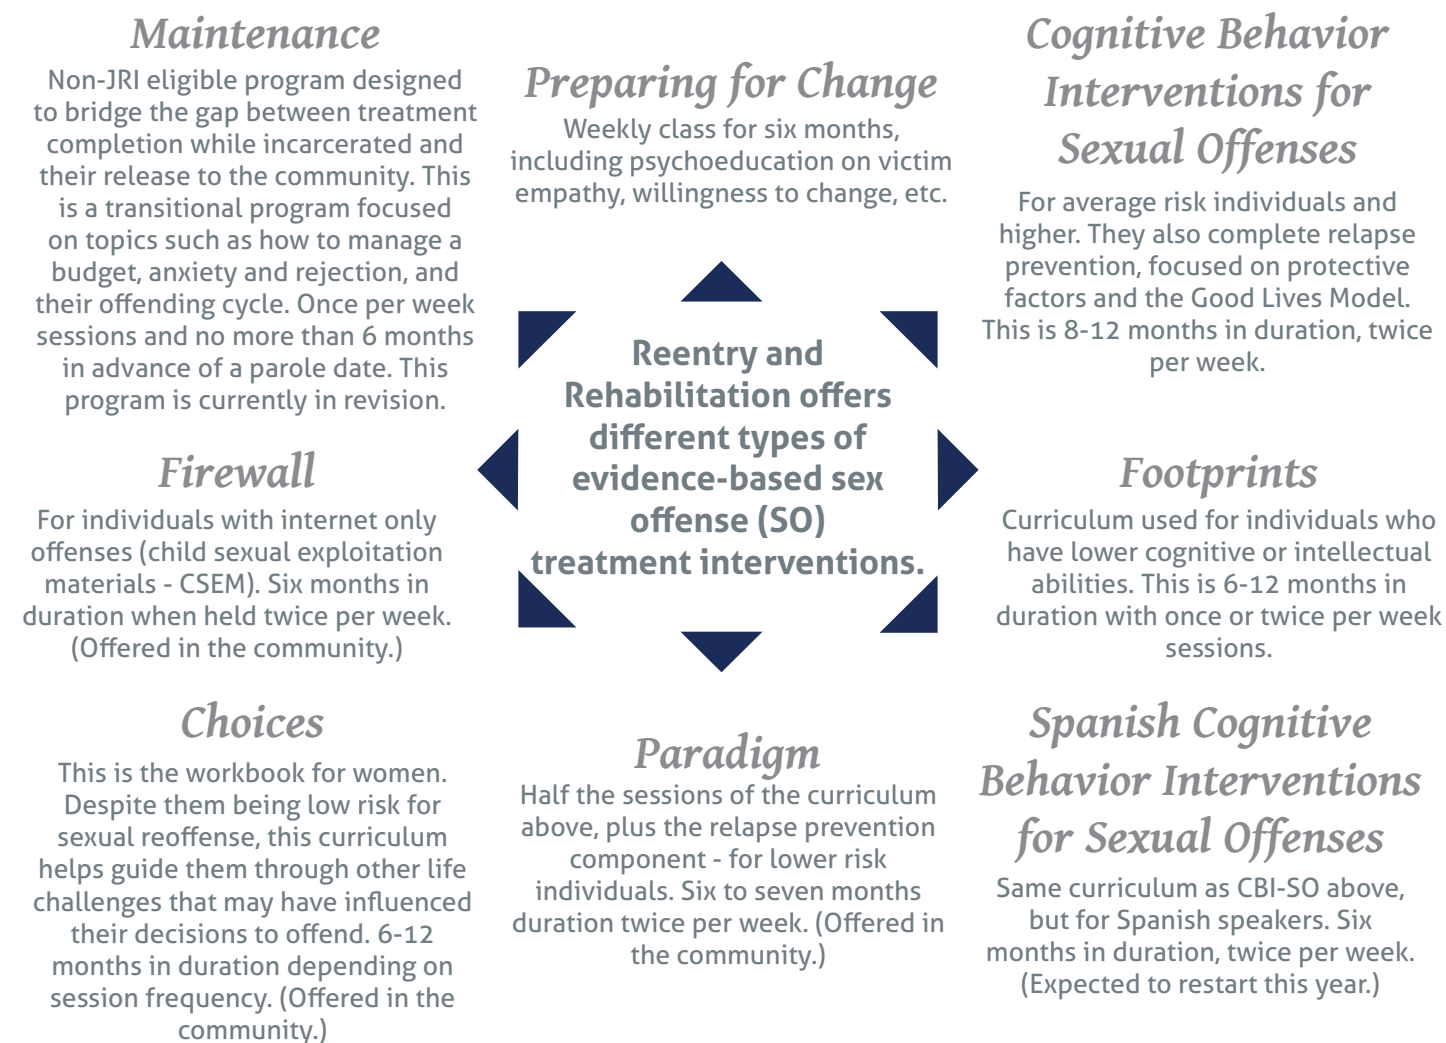 Maintenance
Non-JRI eligible program designed
to bridge the gap between treatment
completion while incarcerated and
their release to the community. This
is a transitional program focused
on topics such as how to manage a
budget, anxiety and rejection, and
their offending cycle. Once per week
sessions and no more than 6 months
in advance of a parole date. This
program is currently in revision.
Preparing for Change
Weekly class for six months,
including psychoeducation on victim
empathy, willingness to change, etc.
Cognitive Behavior
Interventions for
Sexual Offenses
For average risk individuals and
higher. They also complete relapse
prevention, focused on protective
factors and the Good Lives Model.
This is 8-12 months in duration, twice
per week.
Reentry and
Rehabilitation offers
different types of
evidence-based sex
offense (SO)
treatment interventions.
Firewall
For individuals with internet only
offenses (child sexual exploitation
materials - CSEM). Six months in
duration when held twice per week.
(Offered in the community.)
Footprints
Curriculum used for individuals who
have lower cognitive or intellectual
abilities. This is 6-12 months in
duration with once or twice per week
sessions.
Choices
This is the workbook for women.
Despite them being low risk for
sexual reoffense, this curriculum
helps guide them through other life
challenges that may have influenced
their decisions to offend. 6-12
months in duration depending on
session frequency. (Offered in the
community.)
Paradigm
Half the sessions of the curriculum
above, plus the relapse prevention
component - for lower risk
individuals. Six to seven months
duration twice per week. (Offered in
the community.)
Spanish Cognitive
Behavior Interventions
for Sexual Offenses
Same curriculum as CBI-SO above,
but for Spanish speakers. Six
months in duration, twice per week.
(Expected to restart this year.)